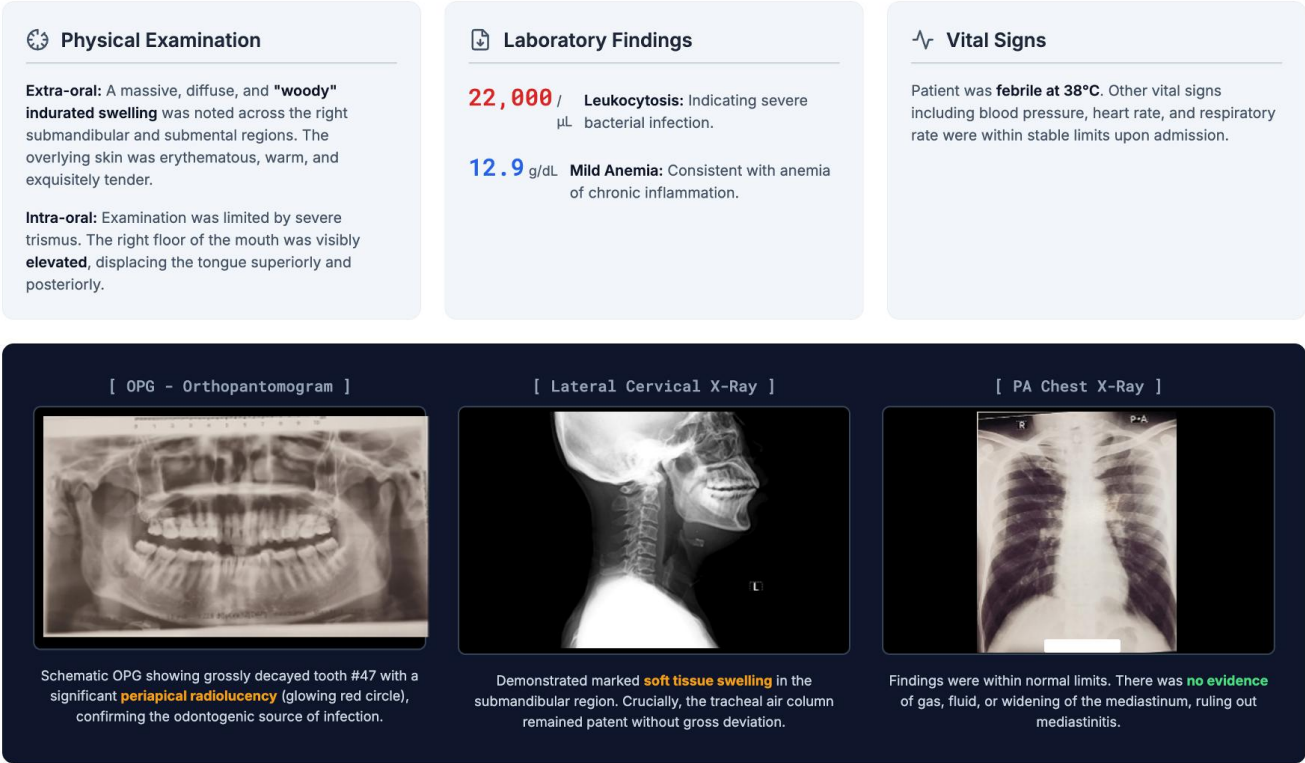 Physical Examination
Extra-oral: A massive, diffuse, and "woody"
indurated swelling was noted across the right
submandibular and submental regions. The
overlying skin was erythematous, warm, and
exquisitely tender.
Intra-oral: Examination was limited by severe
trismus. The right floor of the mouth was visibly
elevated, displacing the tongue superiorly and
posteriorly.
Laboratory Findings
22,000 / μL
Leukocytosis: Indicating severe
bacterial infection.
12.9 g/dL
Mild Anemia: Consistent with anemia
of chronic inflammation.
Vital Signs
Patient was febrile at 38°C. Other vital signs
including blood pressure, heart rate, and respiratory
rate were within stable limits upon admission.
[ OPG - Orthopantomogram ]
Schematic OPG showing grossly decayed tooth #47 with a
significant periapical radiolucency (glowing red circle),
confirming the odontogenic source of infection.
[ Lateral Cervical X-Ray ]
L
Demonstrated marked soft tissue swelling in the
submandibular region. Crucially, the tracheal air column
remained patent without gross deviation.
[ PA Chest X-Ray ]
R
P•A
Findings were within normal limits. There was no evidence
of gas, fluid, or widening of the mediastinum, ruling out
mediastinitis.